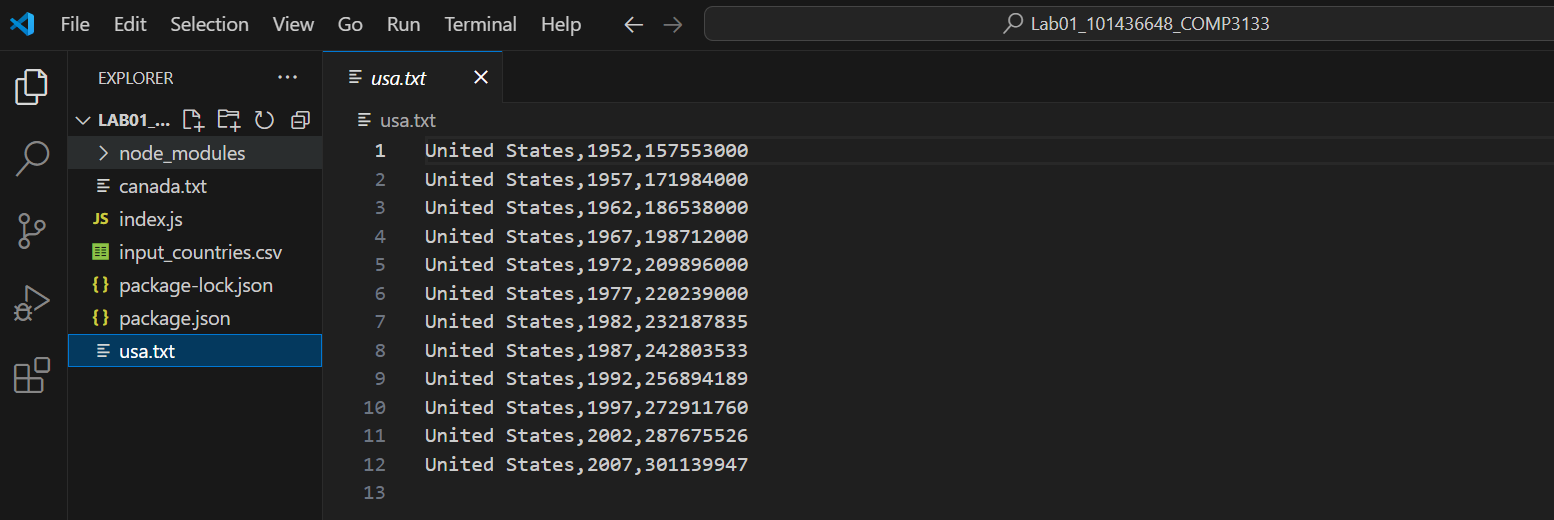 File Edit Selection View Go Run Terminal Help ← → Lab01_101436648_COMP3133
EXPLORER ···
LAB01_...
node_modules
canada.txt
JS index.js
input_countries.csv
{} package-lock.json
{} package.json
usa.txt
usa.txt
usa.txt
1 United States,1952,157553000
2 United States,1957,171984000
3 United States,1962,186538000
4 United States,1967,198712000
5 United States,1972,209896000
6 United States,1977,220239000
7 United States,1982,232187835
8 United States,1987,242803533
9 United States,1992,256894189
10 United States,1997,272911760
11 United States,2002,287675526
12 United States,2007,301139947
13